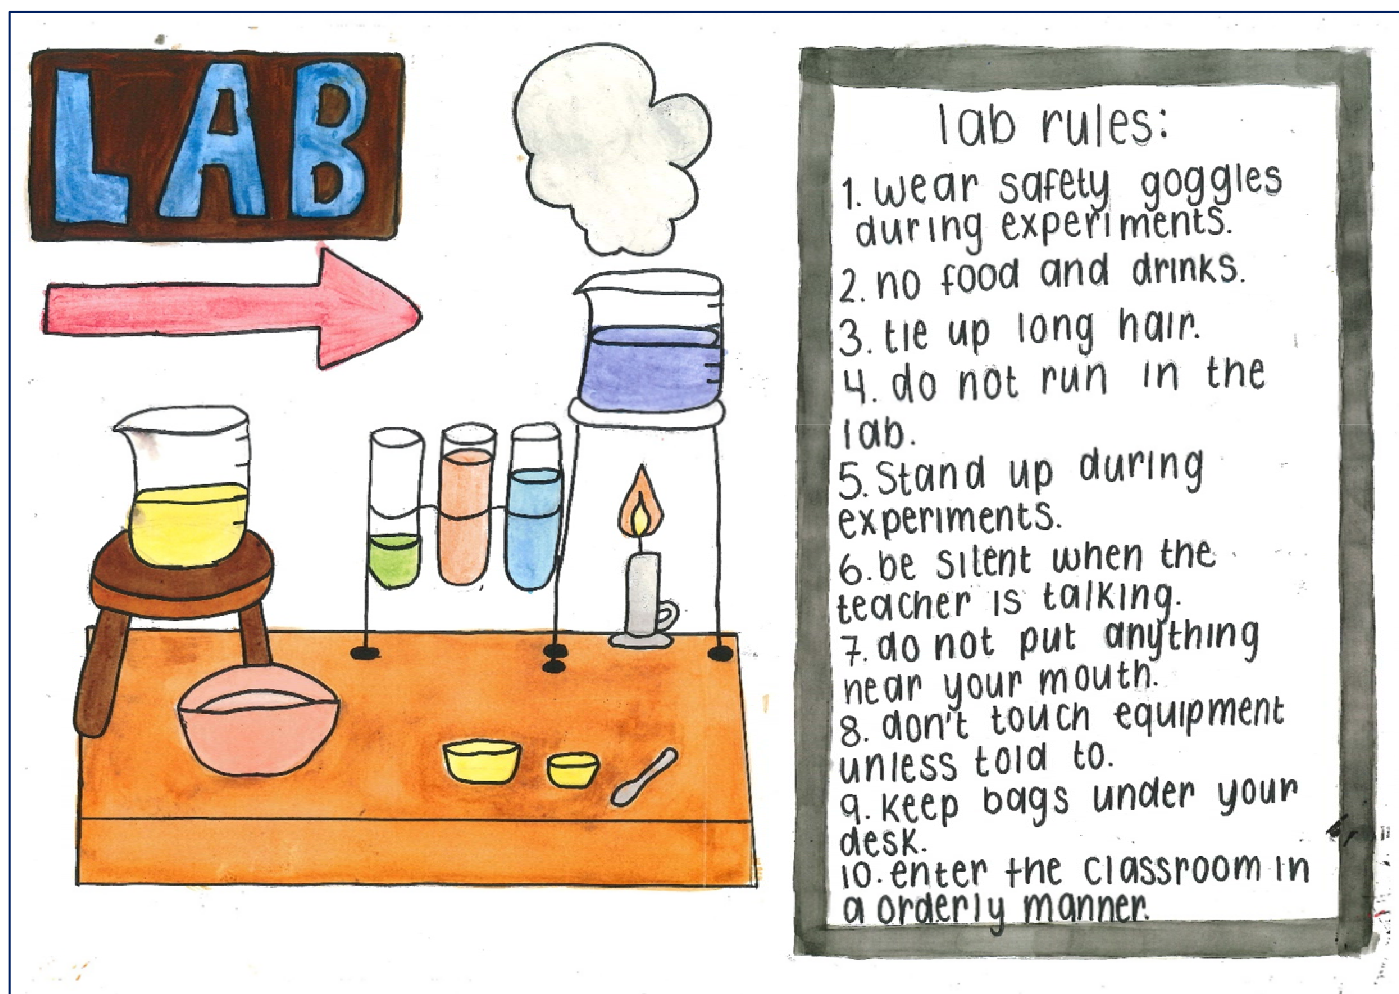 LAB
lab rules:
1. wear safety goggles
during experiments.
2. no food and drinks.
3. tie up long hair.
4. do not run in the
lab.
5. Stand up during
experiments.
6. be silent when the
teacher is talking.
7. do not put anything
near your mouth.
8. don't touch equipment
unless told to.
9. keep bags under your
desk.
10. enter the classroom in
a orderly manner.